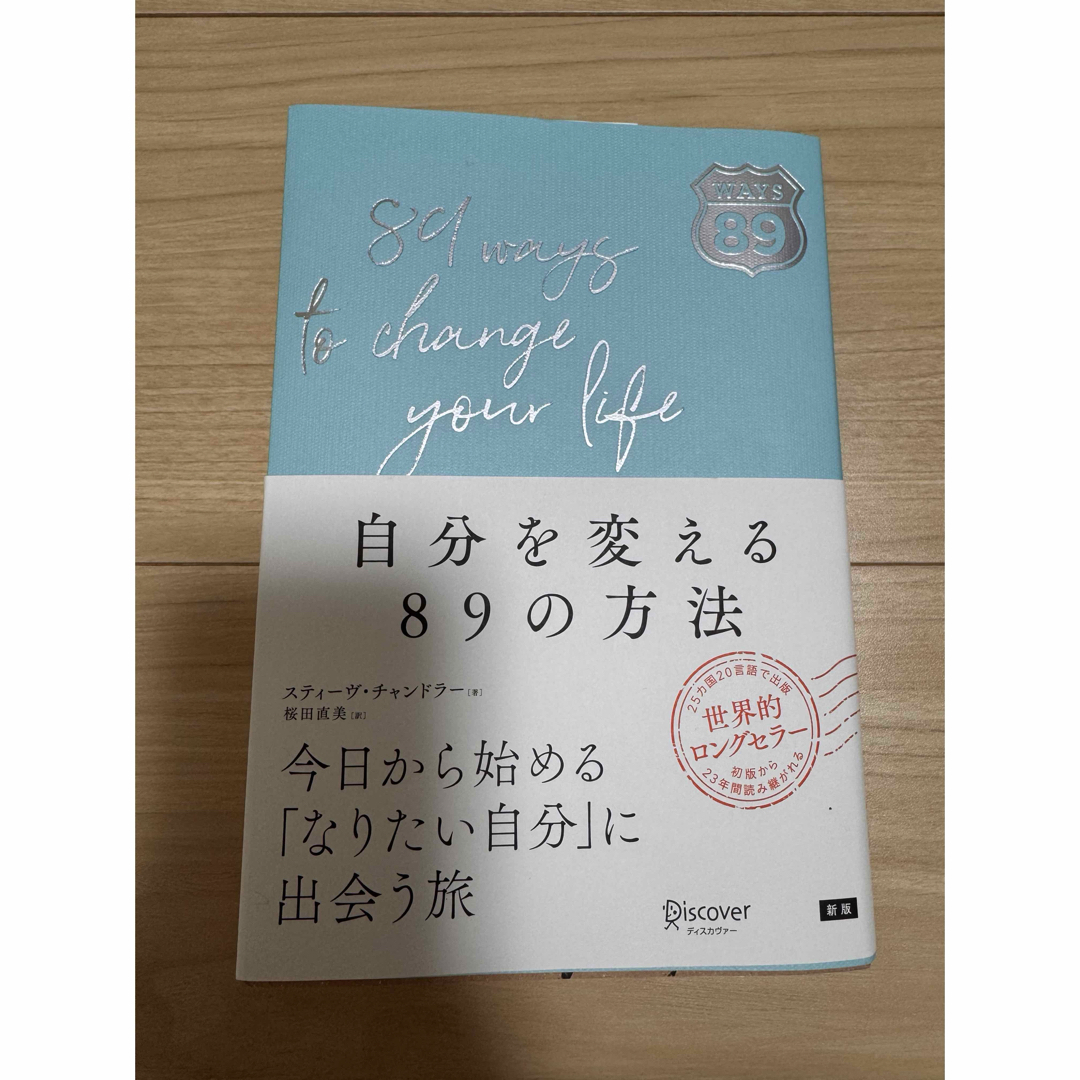 WAYS
89
89 ways
to change
your life
自分を変える
89の方法
スティーヴ・チャンドラー[著]
桜田直美[訳]
25カ国20言語で出版
世界的
ロングセラー
初版から
23年間読み継がれる
今日から始める
「なりたい自分」に
出会う旅
Discover
ディスカヴァー
新版